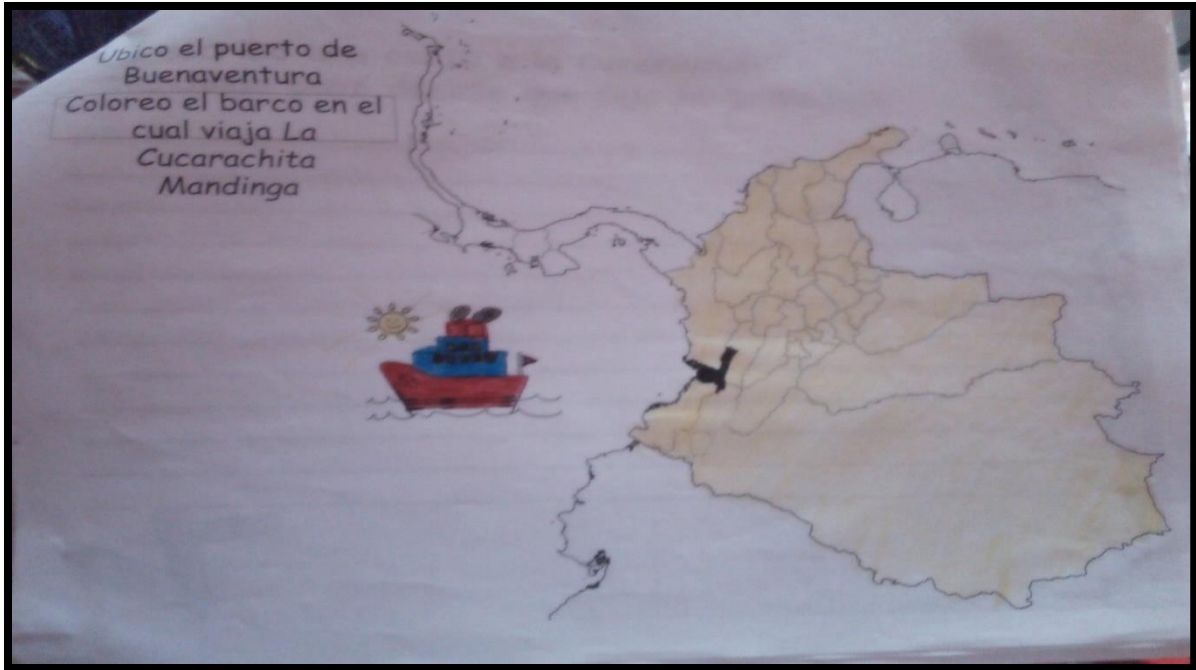 Ubico el puerto de
Buenaventura
Coloreo el barco en el
cual viaja La
Cucarachita
Mandinga